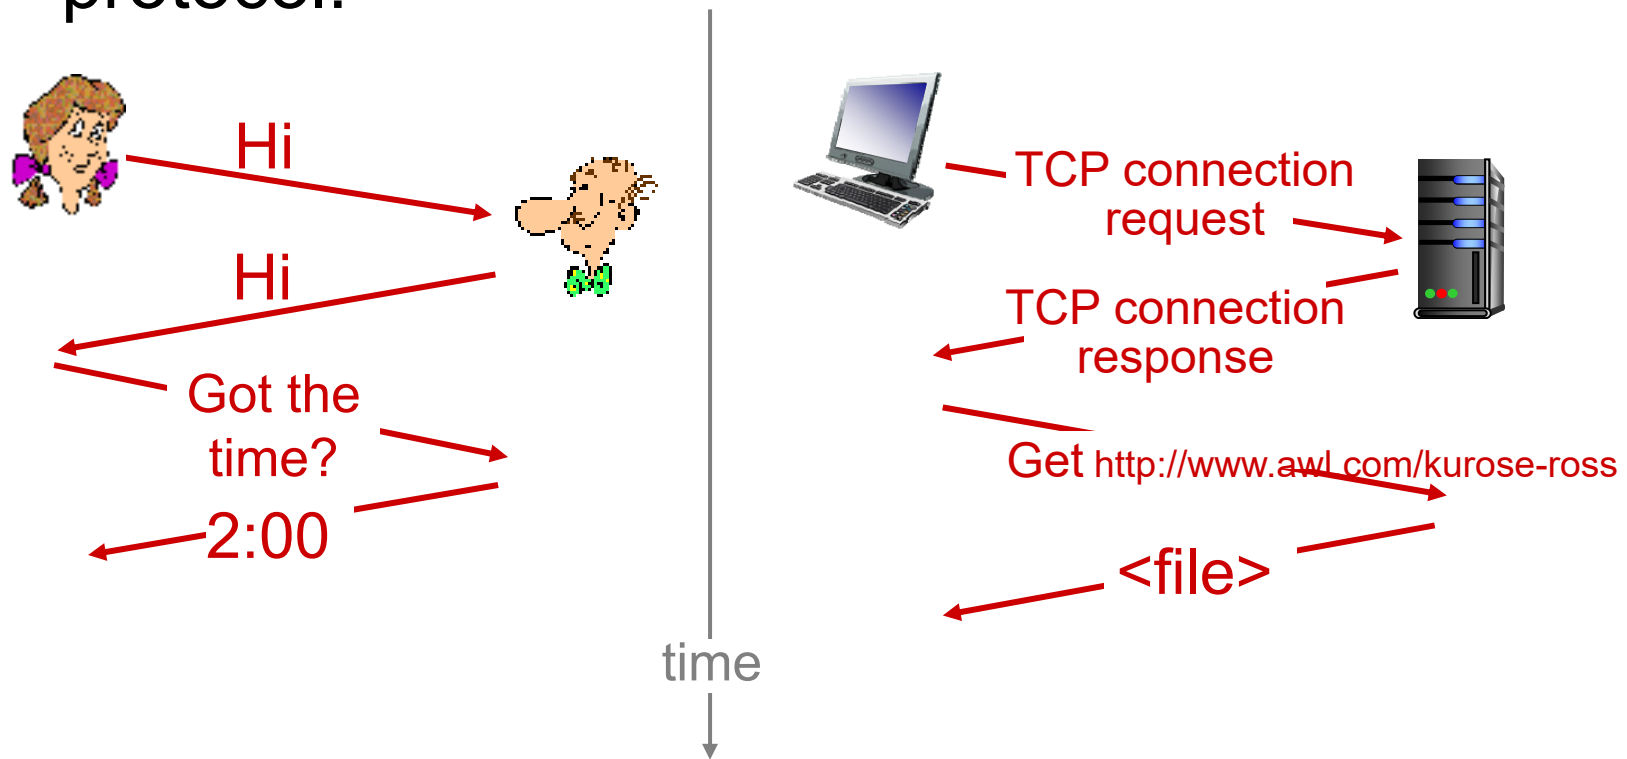 protocol:
Hi
Hi
Got the
time?
2:00
TCP connection
request
TCP connection
response
Get http://www.awl.com/kurose-ross
<file>
time